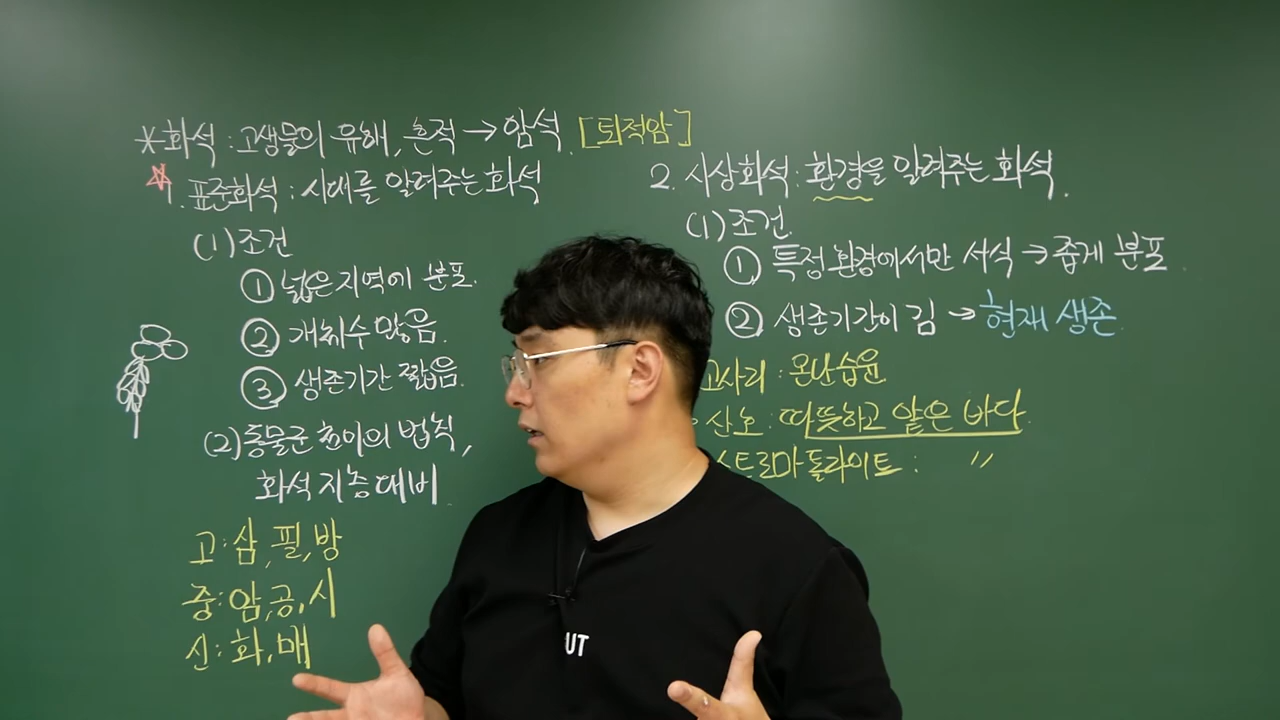 *화석 : 고생물의 유해, 흔적 → 암석. [퇴적암]
☆1. 표준화석 : 시대를 알려주는 화석
(1) 조건
① 넓은 지역에 분포.
② 개체수 많음.
③ 생존기간 짧음.
(2) 동물군 천이의 법칙,
화석 지층 대비.
고 : 삼, 필, 방
중 : 암, 공, 시
신 : 화, 매
2. 시상화석 : 환경을 알려주는 화석.
(1) 조건.
① 특정 환경에서만 서식 → 좁게 분포.
② 생존기간이 김 → 현재 생존.
고사리 : 온난습윤.
산호 : 따뜻하고 얕은 바다.
스트로마톨라이트 : 〃
UT